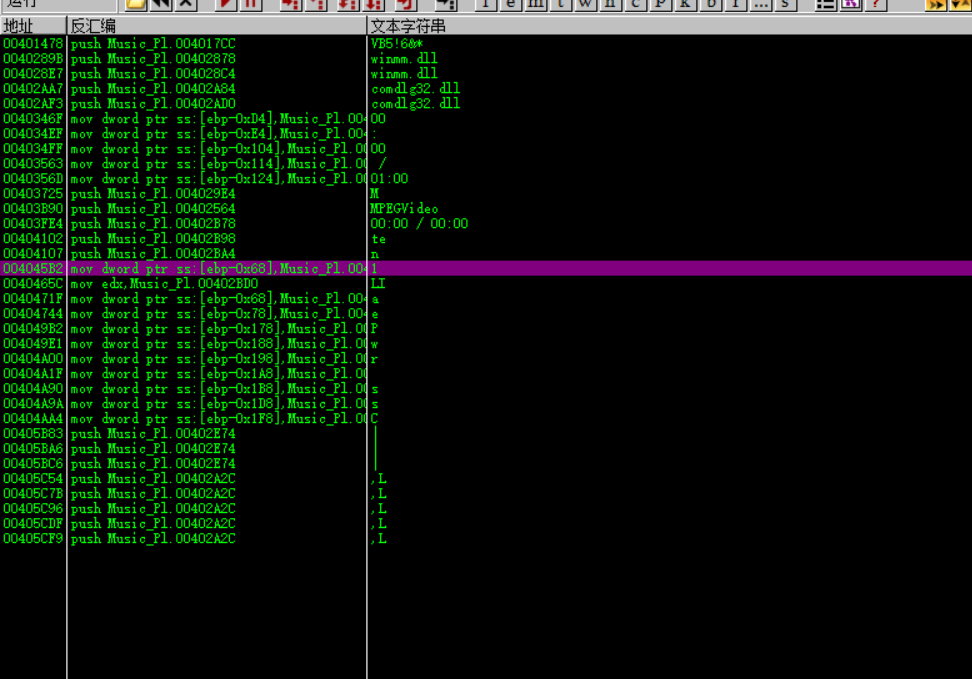 运行
l e m t w h c P k b r ... s ?
地址 反汇编 文本字符串
00401478 push Music_Pl.004017CC VB5!6&*
0040289B push Music_Pl.00402878 winmm.dll
004028E7 push Music_Pl.004028C4 winmm.dll
00402AA7 push Music_Pl.00402A84 comdlg32.dll
00402AF3 push Music_Pl.00402AD0 comdlg32.dll
0040346F mov dword ptr ss:[ebp-0xD4],Music_Pl.004 00
004034EF mov dword ptr ss:[ebp-0xE4],Music_Pl.004 :
004034FF mov dword ptr ss:[ebp-0x104],Music_Pl.00 00
00403563 mov dword ptr ss:[ebp-0x114],Music_Pl.00 /
0040356D mov dword ptr ss:[ebp-0x124],Music_Pl.00 01:00
00403725 push Music_Pl.004029E4 M
00403B90 push Music_Pl.00402564 MPEGVideo
00403FE4 push Music_Pl.00402B78 00:00 / 00:00
00404102 push Music_Pl.00402B98 te
00404107 push Music_Pl.00402BA4 n
004045B2 mov dword ptr ss:[ebp-0x68],Music_Pl.004 1
0040465C mov edx,Music_Pl.00402BD0 LI
0040471F mov dword ptr ss:[ebp-0x68],Music_Pl.004 a
00404744 mov dword ptr ss:[ebp-0x78],Music_Pl.004 e
004049B2 mov dword ptr ss:[ebp-0x178],Music_Pl.00 P
004049E1 mov dword ptr ss:[ebp-0x188],Music_Pl.00 w
00404A00 mov dword ptr ss:[ebp-0x198],Music_Pl.00 r
00404A1F mov dword ptr ss:[ebp-0x1A8],Music_Pl.00
00404A90 mov dword ptr ss:[ebp-0x1B8],Music_Pl.00 s
00404A9A mov dword ptr ss:[ebp-0x1D8],Music_Pl.00 s
00404AA4 mov dword ptr ss:[ebp-0x1F8],Music_Pl.00 C
00405B83 push Music_Pl.00402E74 |
00405BA6 push Music_Pl.00402E74 |
00405BC6 push Music_Pl.00402E74 |
00405C54 push Music_Pl.00402A2C ,L
00405C7B push Music_Pl.00402A2C ,L
00405C96 push Music_Pl.00402A2C ,L
00405CDF push Music_Pl.00402A2C ,L
00405CF9 push Music_Pl.00402A2C ,L